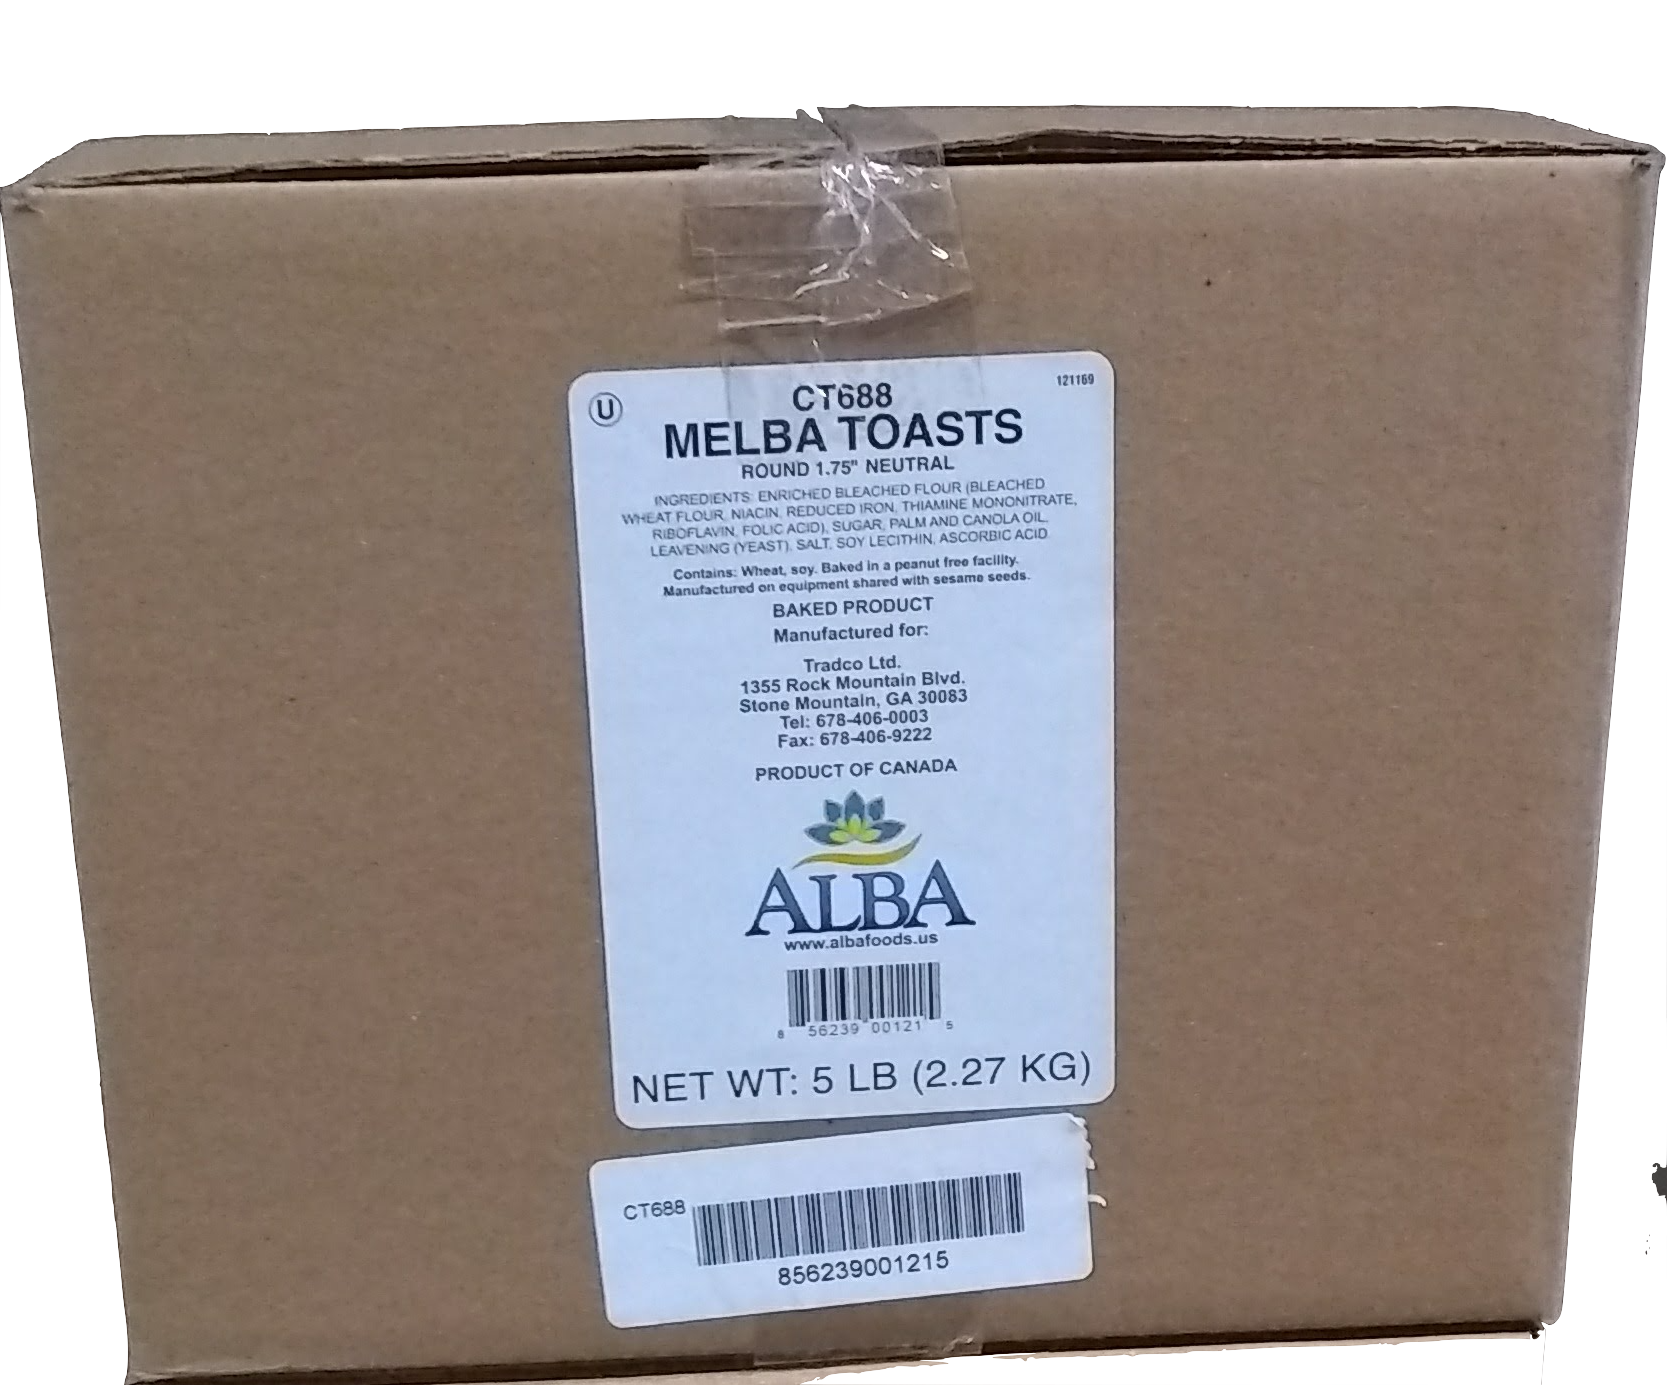 121169
U
CT688
MELBA TOASTS
ROUND 1.75" NEUTRAL
INGREDIENTS: ENRICHED BLEACHED FLOUR (BLEACHED
WHEAT FLOUR, NIACIN, REDUCED IRON, THIAMINE MONONITRATE,
RIBOFLAVIN, FOLIC ACID), SUGAR, PALM AND CANOLA OIL,
LEAVENING (YEAST), SALT, SOY LECITHIN, ASCORBIC ACID.
Contains: Wheat, soy. Baked in a peanut free facility.
Manufactured on equipment shared with sesame seeds.
BAKED PRODUCT
Manufactured for:
Tradco Ltd.
1355 Rock Mountain Blvd.
Stone Mountain, GA 30083
Tel: 678-406-0003
Fax: 678-406-9222
PRODUCT OF CANADA
ALBA
www.albafoods.us
8 56239 00121 5
NET WT: 5 LB (2.27 KG)
CT688
856239001215